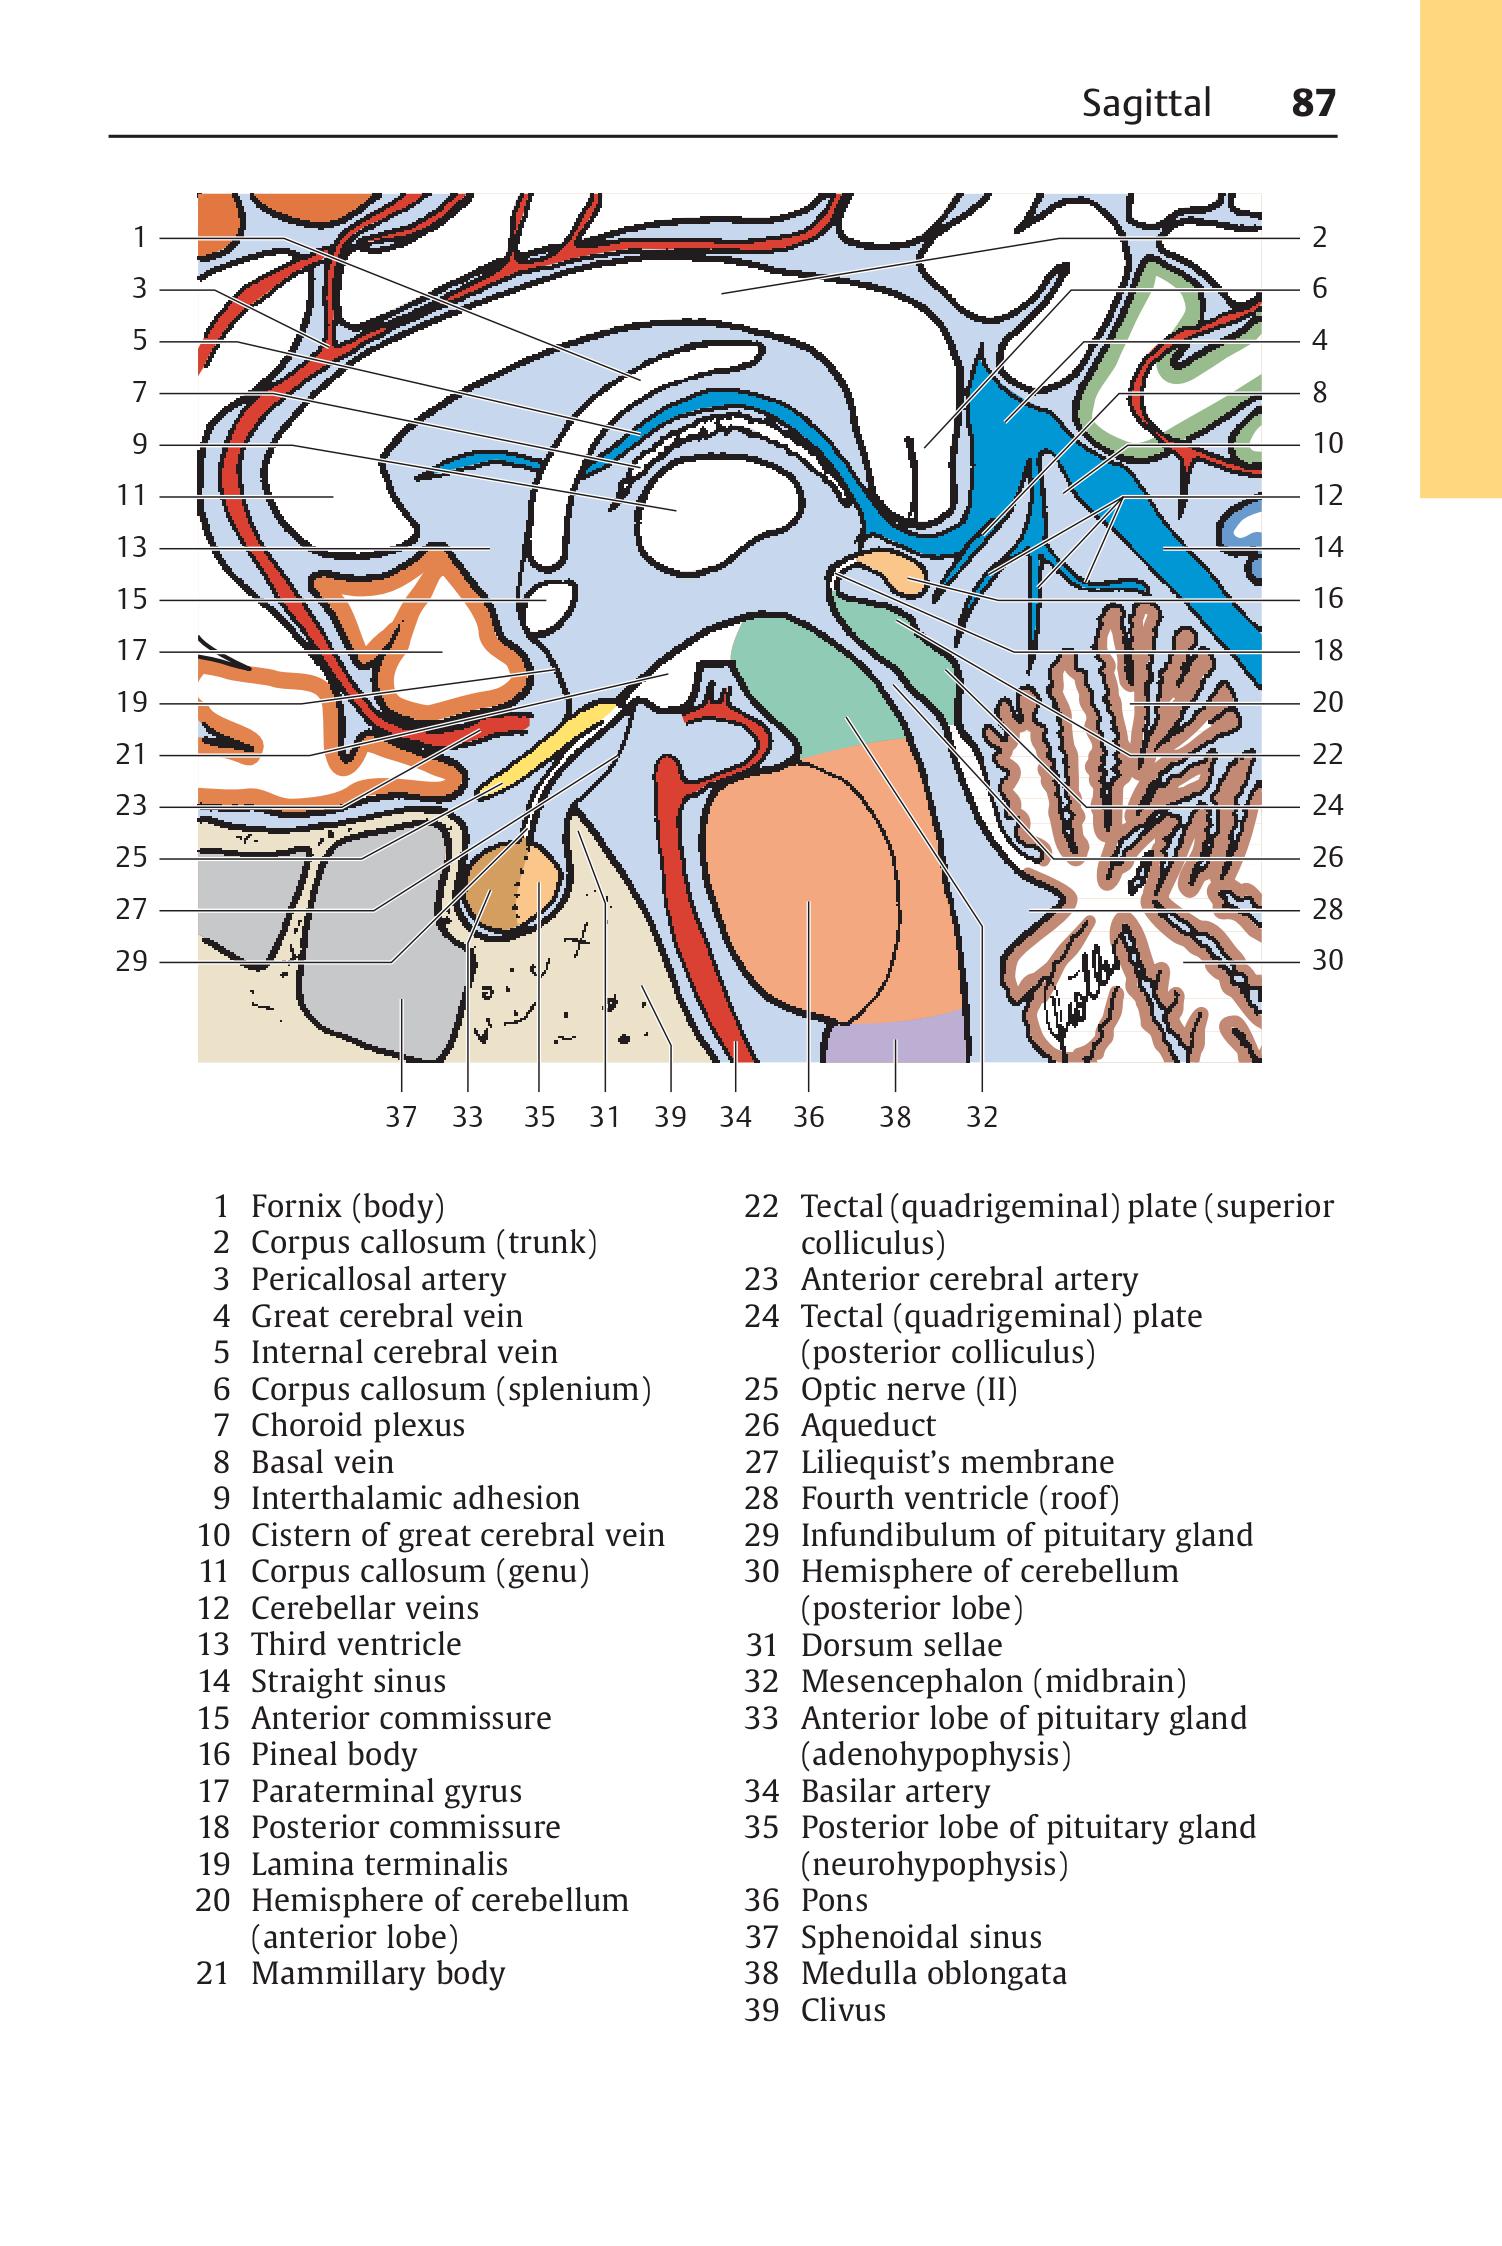 Sagittal 87
1
2
3
6
5
4
7
8
9
10
11
12
13
14
15
16
17
18
19
20
21
22
23
24
25
26
27
28
29
30
37 33 35 31 39 34 36 38 32
1 Fornix (body)
2 Corpus callosum (trunk)
3 Pericallosal artery
4 Great cerebral vein
5 Internal cerebral vein
6 Corpus callosum (splenium)
7 Choroid plexus
8 Basal vein
9 Interthalamic adhesion
10 Cistern of great cerebral vein
11 Corpus callosum (genu)
12 Cerebellar veins
13 Third ventricle
14 Straight sinus
15 Anterior commissure
16 Pineal body
17 Paraterminal gyrus
18 Posterior commissure
19 Lamina terminalis
20 Hemisphere of cerebellum
(anterior lobe)
21 Mammillary body
22 Tectal (quadrigeminal) plate (superior
colliculus)
23 Anterior cerebral artery
24 Tectal (quadrigeminal) plate
(posterior colliculus)
25 Optic nerve (II)
26 Aqueduct
27 Liliequist's membrane
28 Fourth ventricle (roof)
29 Infundibulum of pituitary gland
30 Hemisphere of cerebellum
(posterior lobe)
31 Dorsum sellae
32 Mesencephalon (midbrain)
33 Anterior lobe of pituitary gland
(adenohypophysis)
34 Basilar artery
35 Posterior lobe of pituitary gland
(neurohypophysis)
36 Pons
37 Sphenoidal sinus
38 Medulla oblongata
39 Clivus